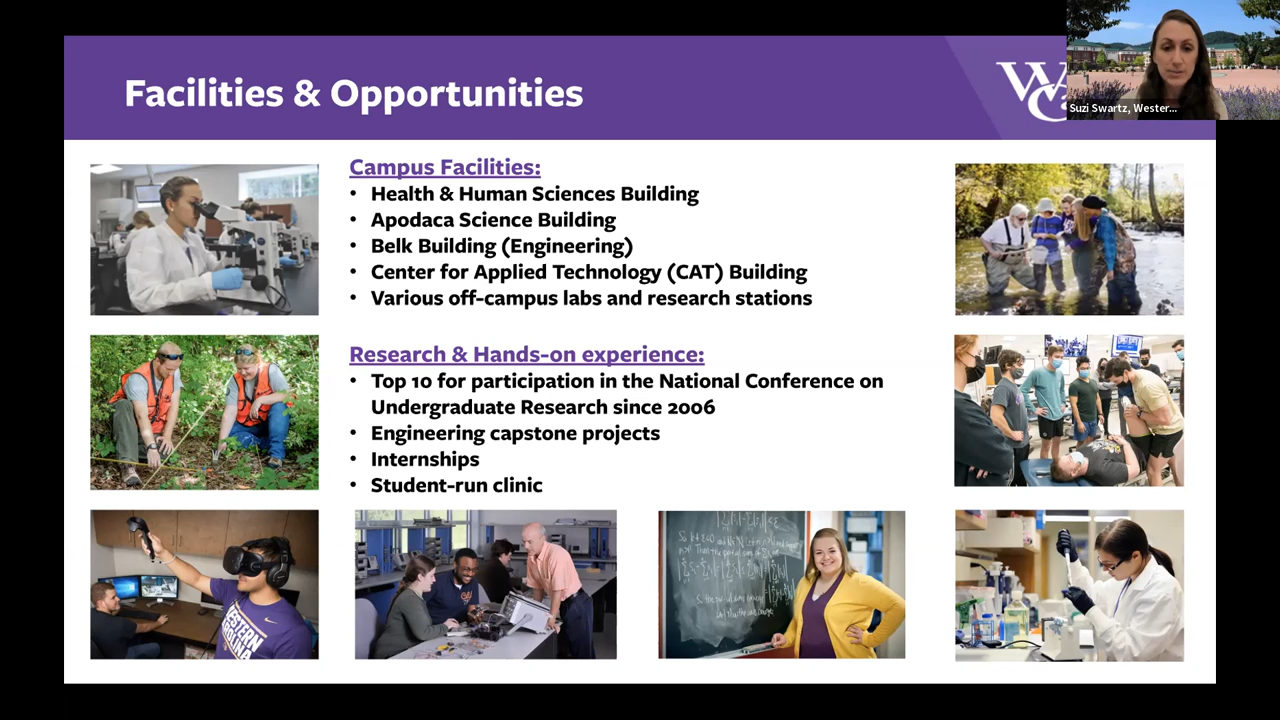 Facilities & Opportunities
Suzi Swartz, Wester...
Campus Facilities:
• Health & Human Sciences Building
• Apodaca Science Building
• Belk Building (Engineering)
• Center for Applied Technology (CAT) Building
• Various off-campus labs and research stations
Research & Hands-on experience:
• Top 10 for participation in the National Conference on
Undergraduate Research since 2006
• Engineering capstone projects
• Internships
• Student-run clinic
WESTERN